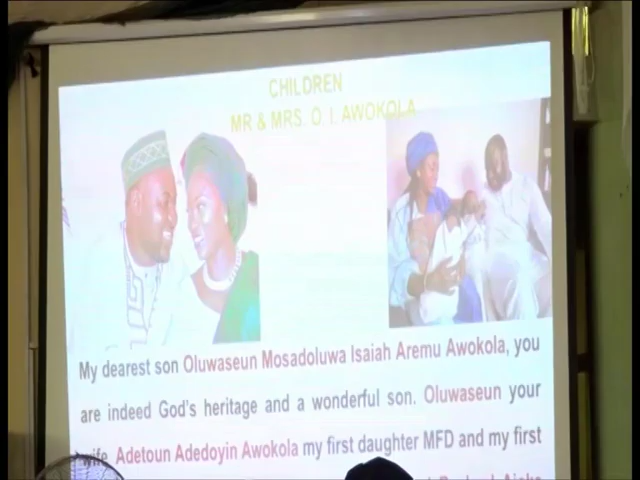 CHILDREN
MR & MRS. O. I. AWOKOLA
My dearest son Oluwaseun Mosadoluwa Isaiah Aremu Awokola, you
are indeed God's heritage and a wonderful son. Oluwaseun your
wife, Adetoun Adedoyin Awokola my first daughter MFD and my first